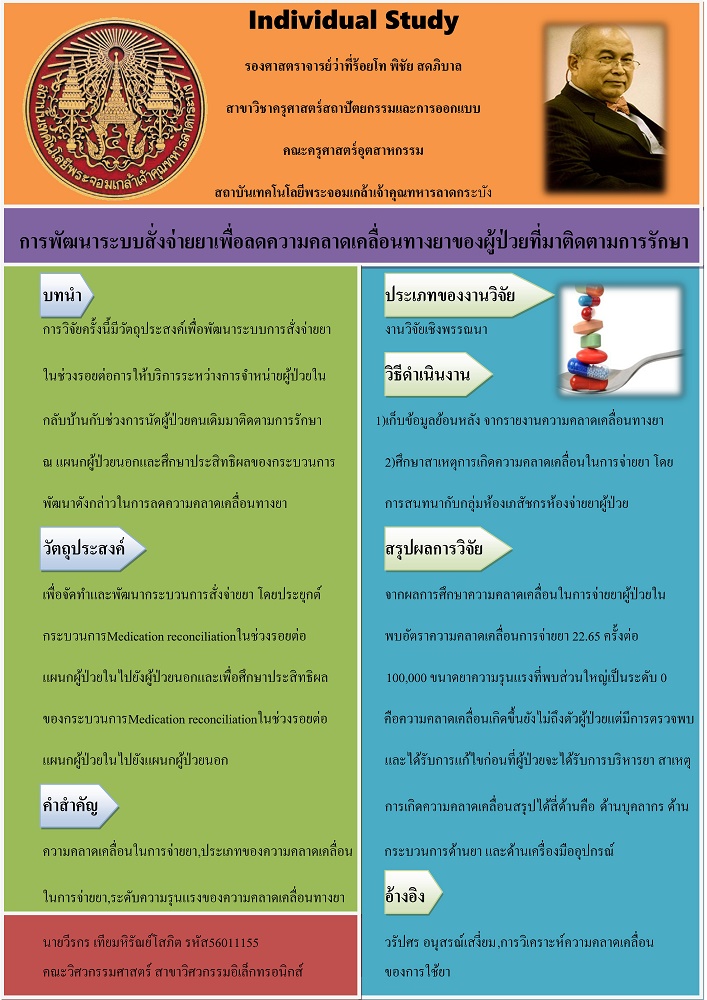 Individual Study
รองศาสตราจารย์ว่าที่ร้อยโท พิชัย สดภิบาล
สาขาวิชาครุศาสตร์สถาปัตยกรรมและการออกแบบ
คณะครุศาสตร์อุตสาหกรรม
สถาบันเทคโนโลยีพระจอมเกล้าเจ้าคุณทหารลาดกระบัง
สถาบันเทคโนโลยีพระจอมเกล้าเจ้าคุณทหารลาดกระบัง
การพัฒนาระบบสั่งจ่ายยาเพื่อลดความคลาดเคลื่อนทางยาของผู้ป่วยที่มาติดตามการรักษา
บทนำ
การวิจัยครั้งนี้มีวัตถุประสงค์เพื่อพัฒนาระบบการสั่งจ่ายยา
ในช่วงรอยต่อการให้บริการระหว่างการจำหน่ายผู้ป่วยใน
กลับบ้านกับช่วงการนัดผู้ป่วยคนเดิมมาติดตามการรักษา
ณ แผนกผู้ป่วยนอกและศึกษาประสิทธิผลของกระบวนการ
พัฒนาดังกล่าวในการลดความคลาดเคลื่อนทางยา
วัตถุประสงค์
เพื่อจัดทำและพัฒนากระบวนการสั่งจ่ายยา โดยประยุกต์
กระบวนการMedication reconciliationในช่วงรอยต่อ
แผนกผู้ป่วยในไปยังผู้ป่วยนอกและเพื่อศึกษาประสิทธิผล
ของกระบวนการMedication reconciliationในช่วงรอยต่อ
แผนกผู้ป่วยในไปยังแผนกผู้ป่วยนอก
คำสำคัญ
ความคลาดเคลื่อนในการจ่ายยา,ประเภทของความคลาดเคลื่อน
ในการจ่ายยา,ระดับความรุนแรงของความคลาดเคลื่อนทางยา
นายวีรกร เทียมหิรัณย์โสภิต รหัส56011155
คณะวิศวกรรมศาสตร์ สาขาวิศวกรรมอิเล็กทรอนิกส์
ประเภทของงานวิจัย
งานวิจัยเชิงพรรณนา
วิธีดำเนินงาน
1)เก็บข้อมูลย้อนหลัง จากรายงานความคลาดเคลื่อนทางยา
2)ศึกษาสาเหตุการเกิดความคลาดเคลื่อนในการจ่ายยา โดย
การสนทนากับกลุ่มห้องเภสัชกรห้องจ่ายยาผู้ป่วย
สรุปผลการวิจัย
จากผลการศึกษาความคลาดเคลื่อนในการจ่ายยาผู้ป่วยใน
พบอัตราความคลาดเคลื่อนการจ่ายยา 22.65 ครั้งต่อ
100,000 ขนาดยาความรุนแรงที่พบส่วนใหญ่เป็นระดับ 0
คือความคลาดเคลื่อนเกิดขึ้นยังไม่ถึงตัวผู้ป่วยแต่มีการตรวจพบ
และได้รับการแก้ไขก่อนที่ผู้ป่วยจะได้รับการบริหารยา สาเหตุ
การเกิดความคลาดเคลื่อนสรุปได้สี่ด้านคือ ด้านบุคลากร ด้าน
กระบวนการด้านยา และด้านเครื่องมืออุปกรณ์
อ้างอิง
วรัปศร อนุสรณ์เสงี่ยม,การวิเคราะห์ความคลาดเคลื่อน
ของการใช้ยา